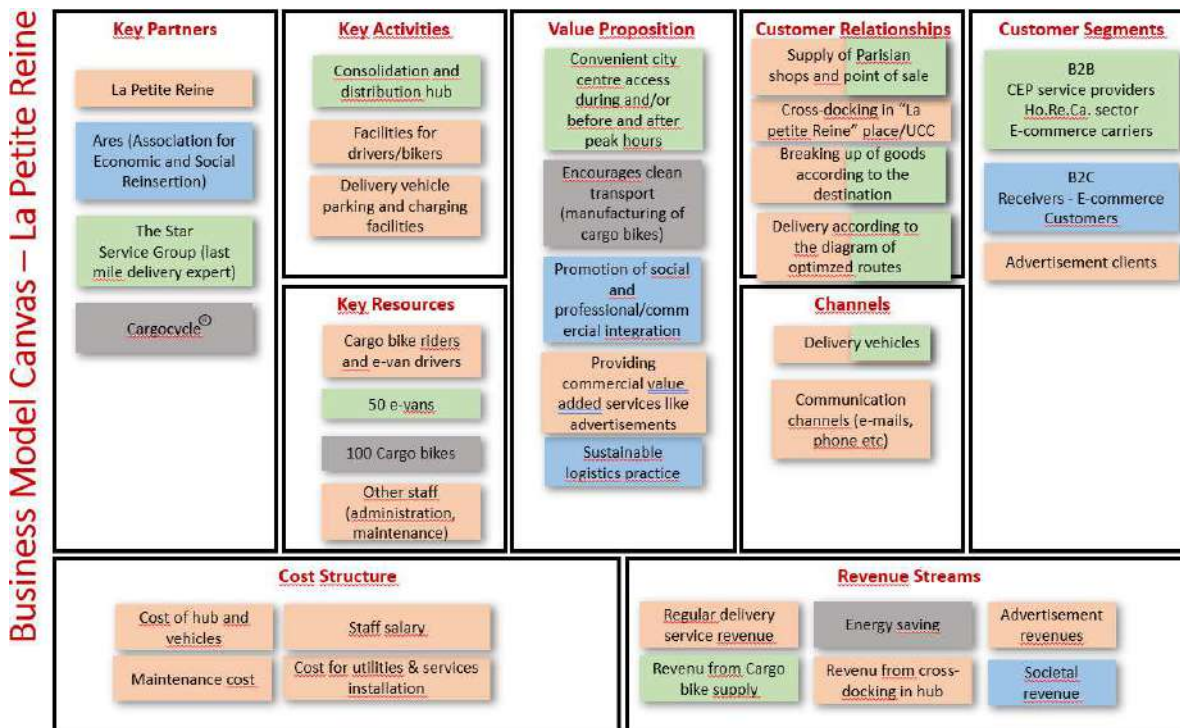 Business Model Canvas – La Petite Reine
Key Partners
La Petite Reine
Ares (Association for
Economic and Social
Reinsertion)
The Star
Service Group (last
mile delivery expert)
Cargocycle
Key Activities
Consolidation and
distribution hub
Facilities for
drivers/bikers
Delivery vehicle
parking and charging
facilities
Key Resources
Cargo bike riders
and e-van drivers
50 e-vans
100 Cargo bikes
Other staff
(administration,
maintenance)
Value Proposition
Convenient city
centre access
during and/or
before and after
peak hours
Encourages clean
transport
(manufacturing of
cargo bikes)
Promotion of social
and
professional/comm
ercial integration
Providing
commercial value
added services like
advertisements
Sustainable
logistics practice
Customer Relationships
Supply of Parisian
shops and point of sale
Cross-docking in “La
petite Reine” place/UCC
Breaking up of goods
according to the
destination
Delivery according to
the diagram of
optimzed routes
Channels
Delivery vehicles
Communication
channels (e-mails,
phone etc)
Customer Segments
B2B
CEP service providers
Ho.Re.Ca. sector
E-commerce carriers
B2C
Receivers - E-commerce
Customers
Advertisement clients
Cost Structure
Cost of hub and
vehicles
Staff salary
Maintenance cost
Cost for utilities & services
installation
Revenue Streams
Regular delivery
service revenue
Energy saving
Advertisement
revenues
Revenu from Cargo
bike supply
Revenu from cross-
docking in hub
Societal
revenue